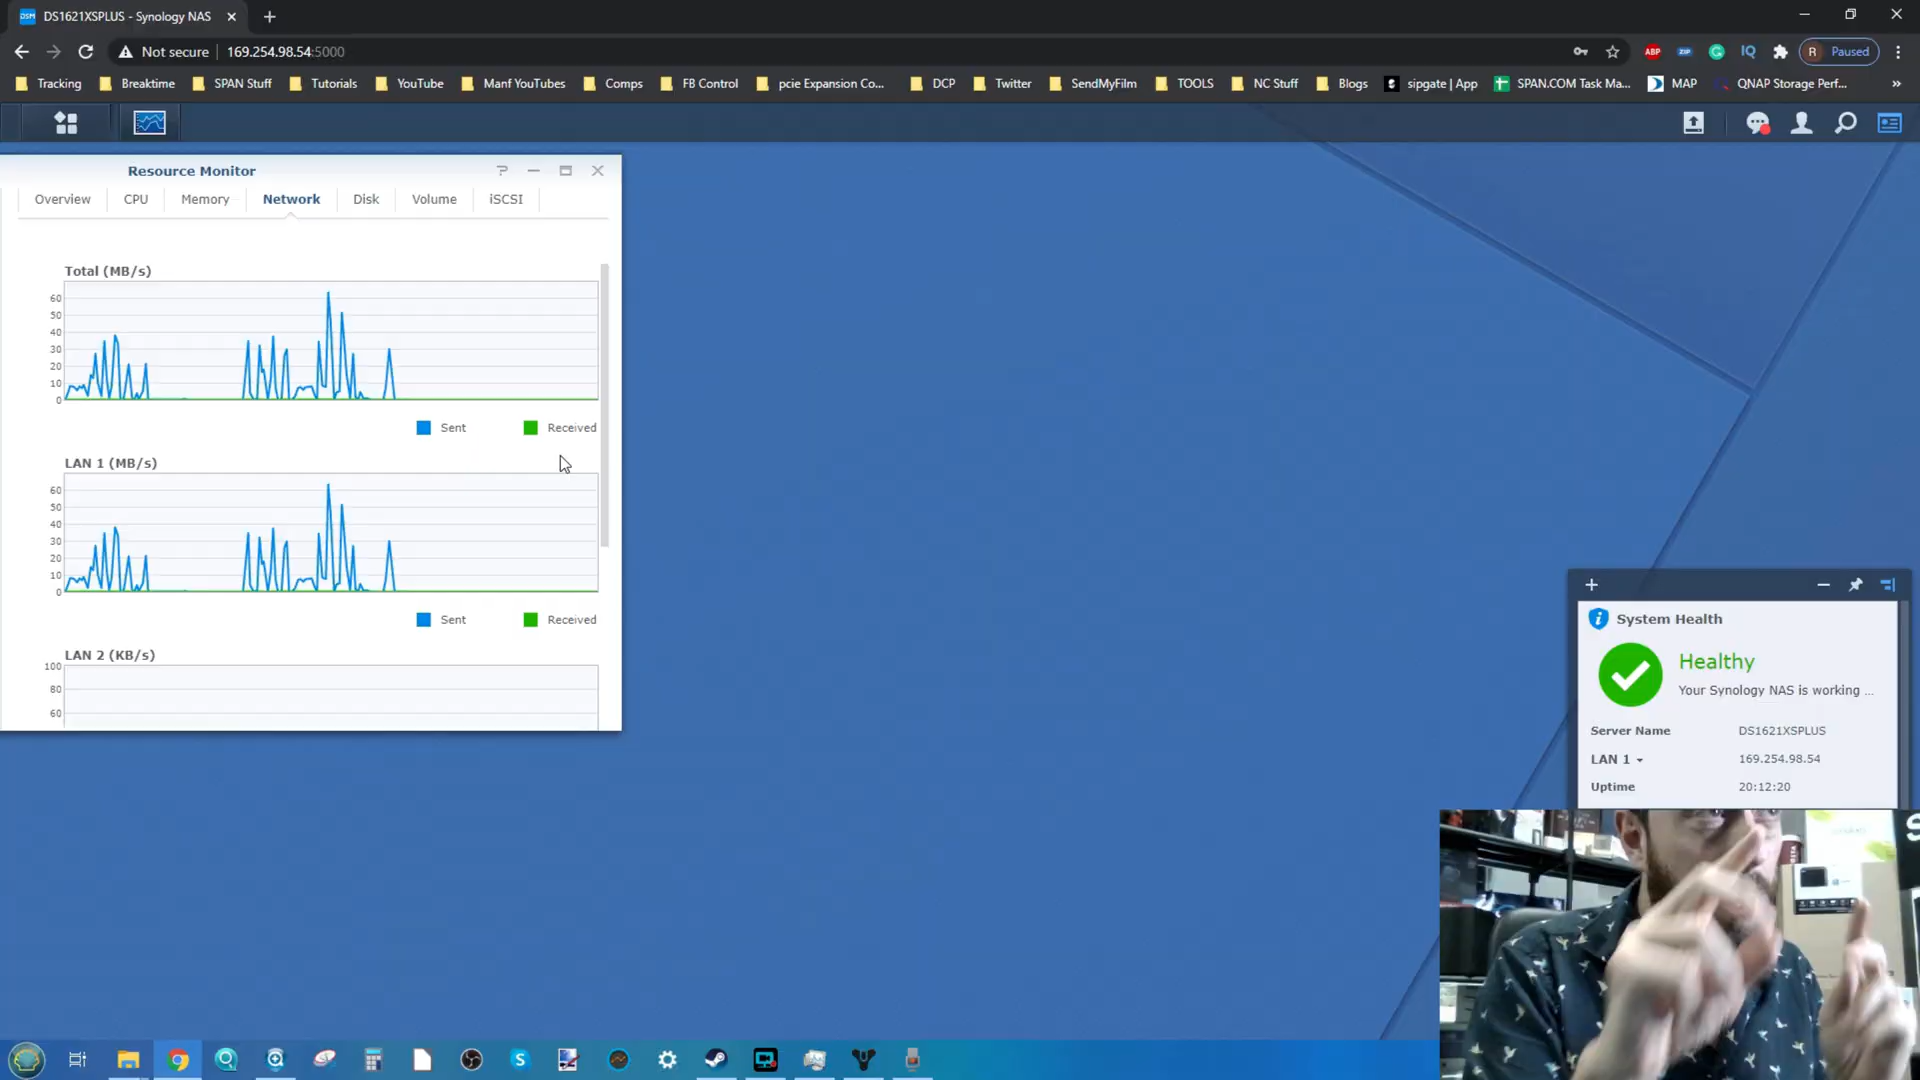 DSM DS1621XSPLUS - Synology NAS
Not secure 169.254.98.54:5000
ABP ZIP IQ R Paused
Tracking Breaktime SPAN Stuff Tutorials YouTube Manf YouTubes Comps FB Control pcie Expansion Co... DCP Twitter SendMyFilm TOOLS NC Stuff Blogs sipgate | App SPAN.COM Task Ma... MAP QNAP Storage Perf... »
Resource Monitor
Overview CPU Memory Network Disk Volume iSCSI
Total (MB/s)
60
50
40
30
20
10
0
Sent Received
LAN 1 (MB/s)
60
50
40
30
20
10
0
Sent Received
LAN 2 (KB/s)
100
80
60
System Health
Healthy
Your Synology NAS is working ...
Server Name DS1621XSPLUS
LAN 1 169.254.98.54
Uptime 20:12:20